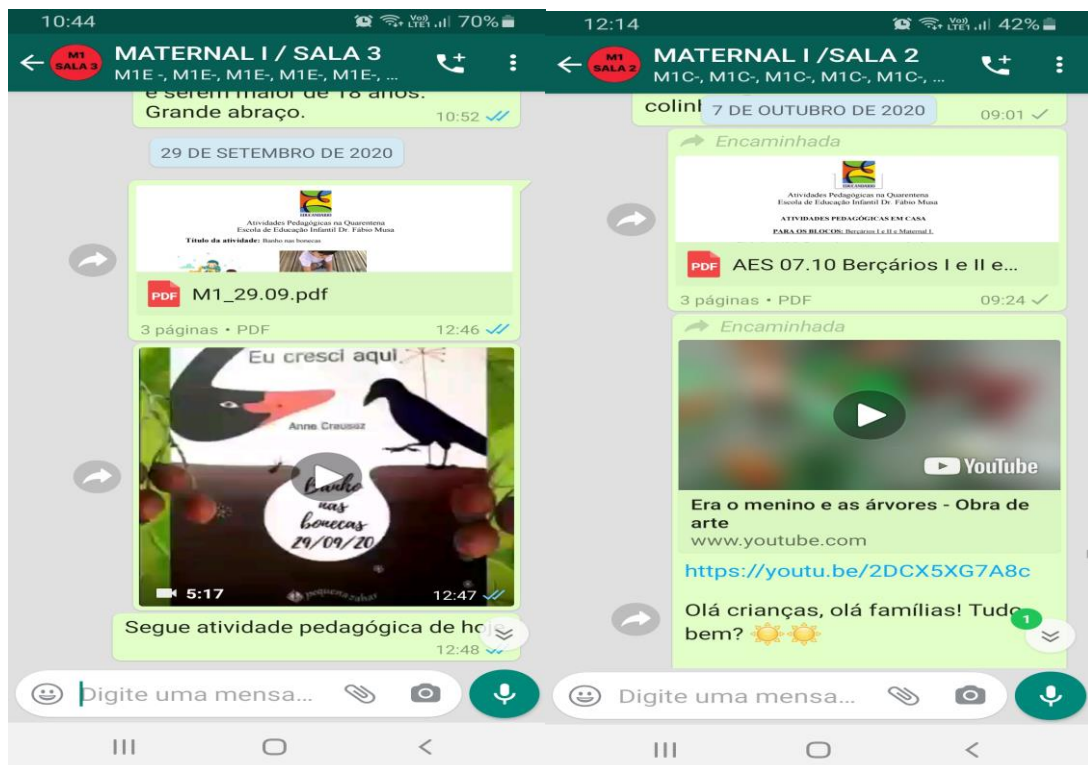 10:44
70%
M1
SALA 3
MATERNAL I / SALA 3
M1E -, M1E-, M1E-, M1E-, M1E-, ...
e serem maior de 18 anos.
Grande abraço.
10:52
29 DE SETEMBRO DE 2020
EDUCANDÁRIO
Atividades Pedagógicas na Quarentena
Escola de Educação Infantil Dr. Fábio Musa
Título da atividade: Banho nas bonecas
PDF
M1_29.09.pdf
3 páginas • PDF
12:46
Eu cresci aqui
Anne Crausaz
Banho
nas
bonecas
29/09/20
5:17
pequena zahar
12:47
Segue atividade pedagógica de hoje
12:48
Digite uma mensa...
12:14
42%
M1
SALA 2
MATERNAL I /SALA 2
M1C-, M1C-, M1C-, M1C-, M1C-, ...
7 DE OUTUBRO DE 2020
09:01
Encaminhada
Atividades Pedagógicas na Quarentena
Escola de Educação Infantil Dr. Fábio Musa
ATIVIDADES PEDAGÓGICAS EM CASA
PARA OS BLOCOS: Berçários I e II e Maternal I.
PDF
AES 07.10 Berçários I e II e...
3 páginas • PDF
09:24
Encaminhada
YouTube
Era o menino e as árvores - Obra de
arte
www.youtube.com
https://youtu.be/2DCX5XG7A8c
Olá crianças, olá famílias! Tudo
bem?
1
Digite uma mensa...